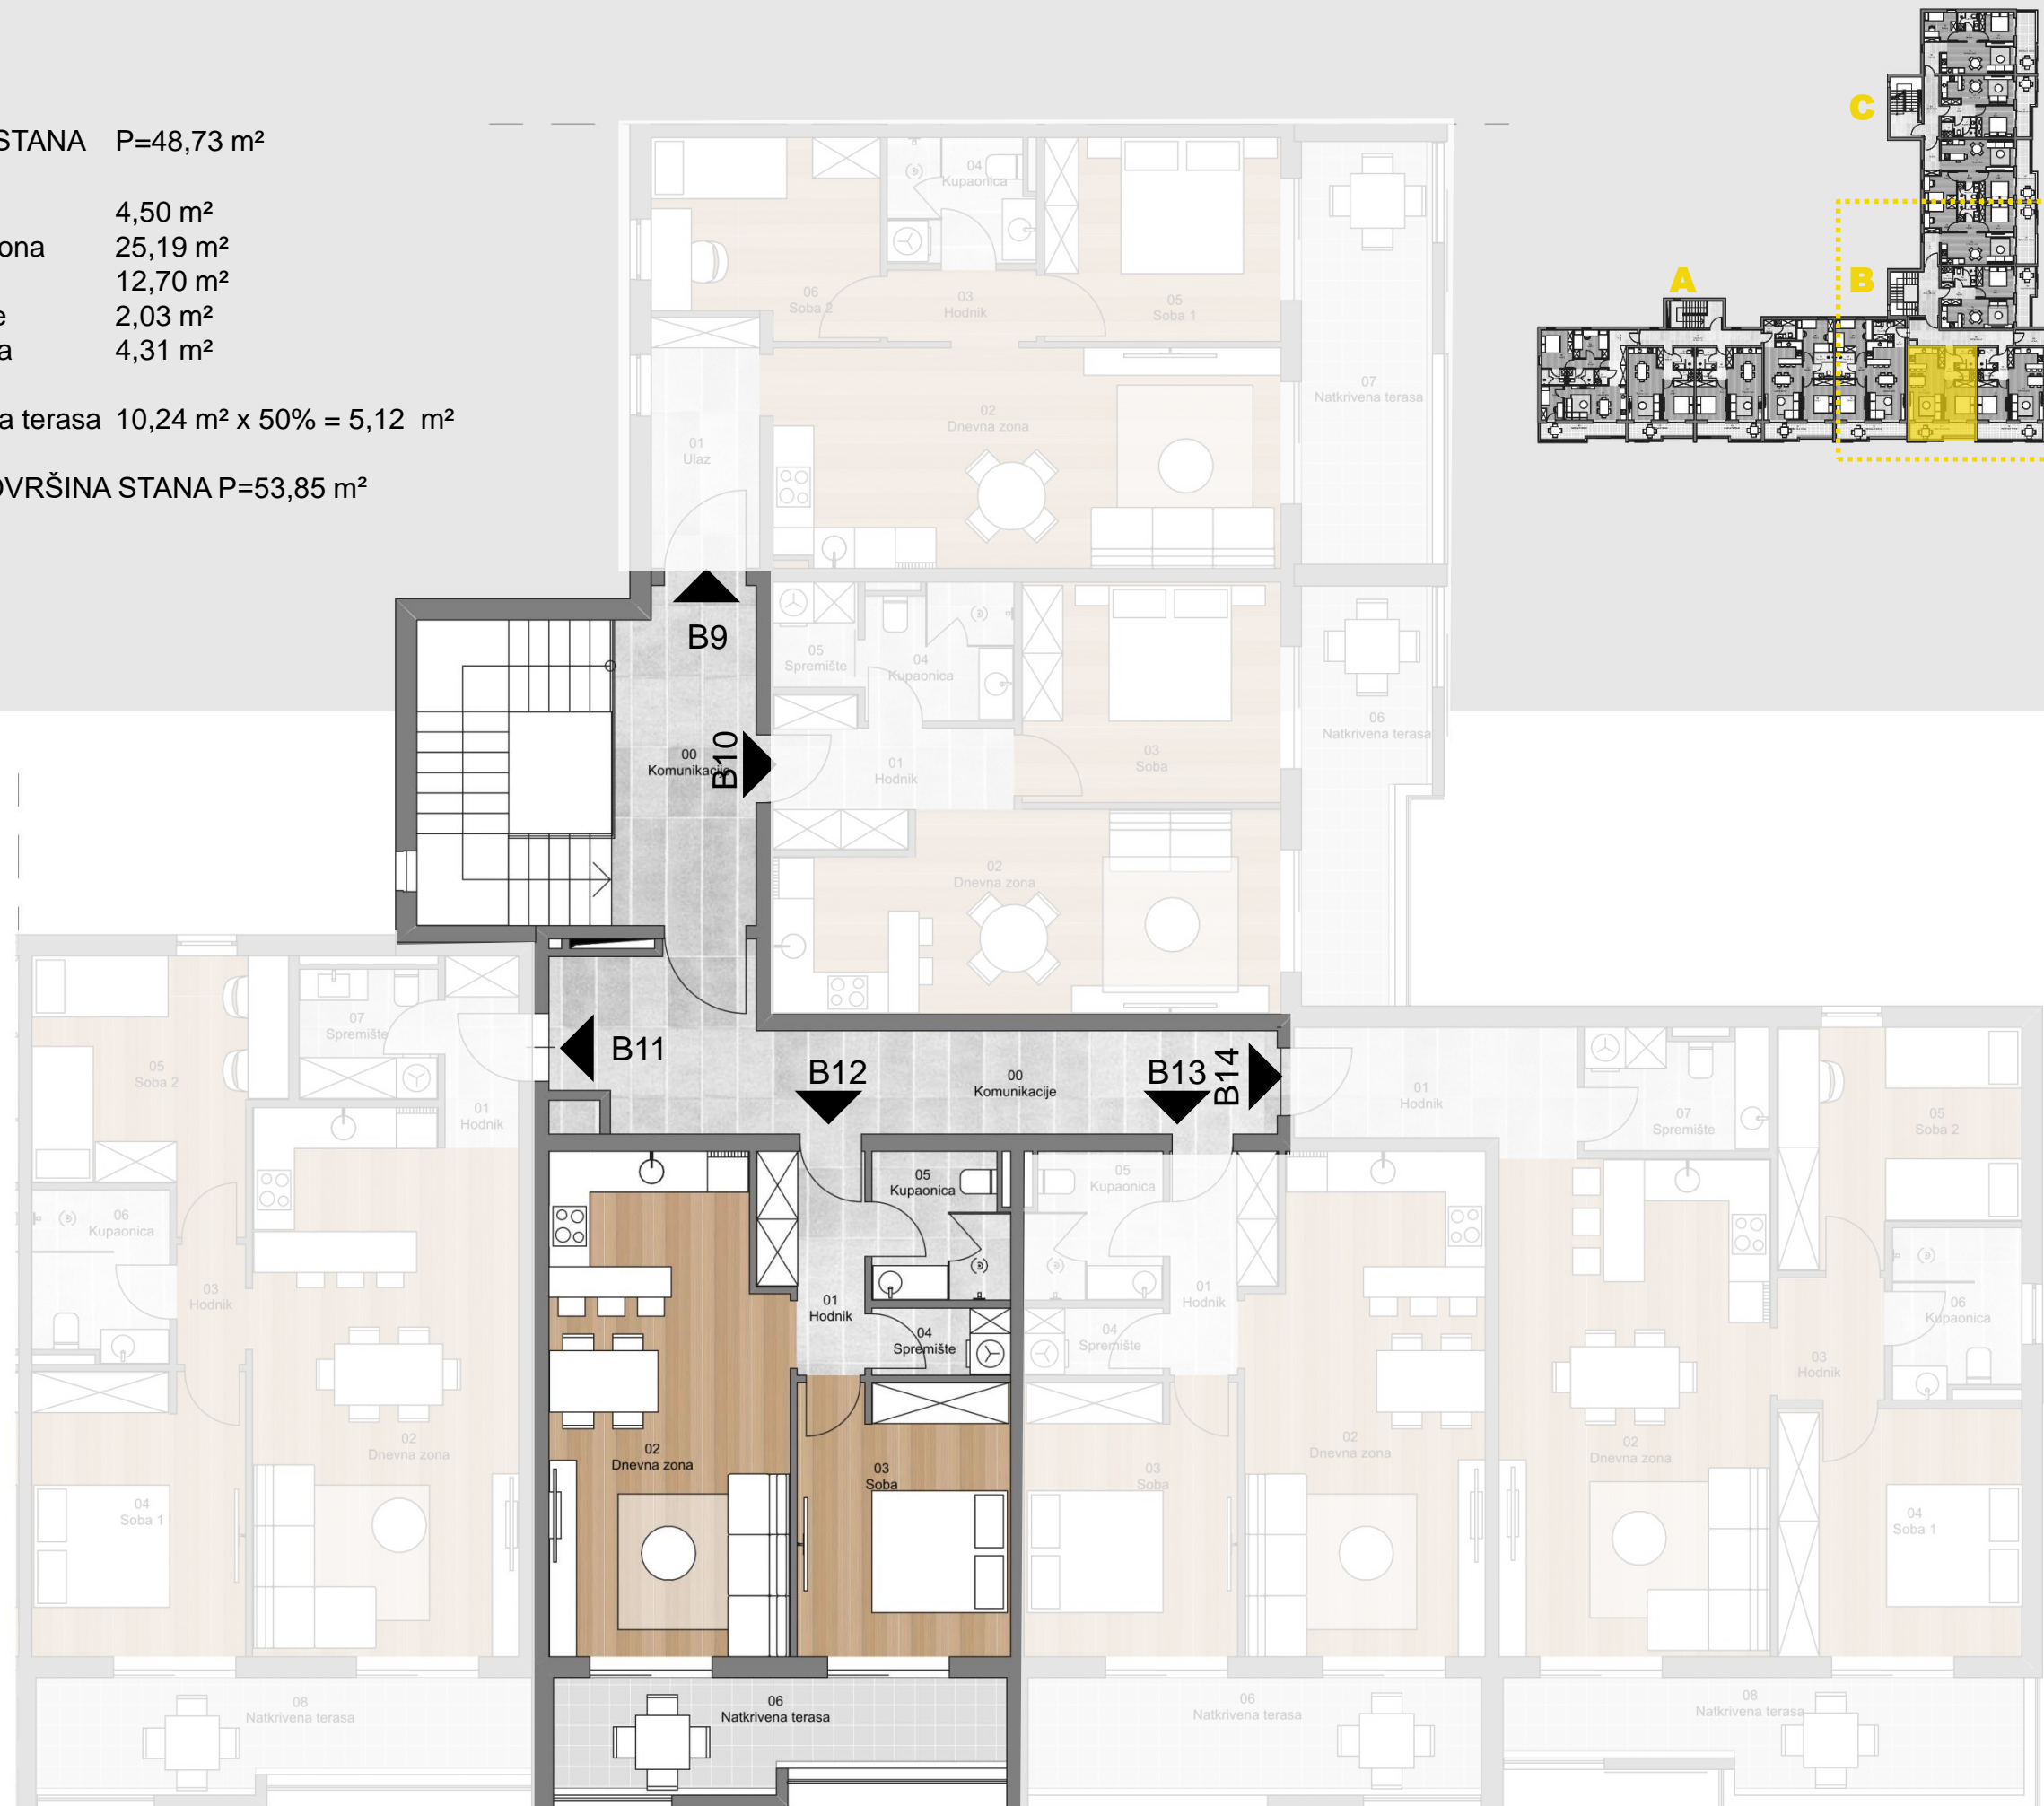 STANA P=48,73 m²
4,50 m²
ona 25,19 m²
12,70 m²
e 2,03 m²
a 4,31 m²
a terasa 10,24 m² x 50% = 5,12 m²
OVRŠINA STANA P=53,85 m²
C
A
B
04
Kupaonica
06
Soba 2
03
Hodnik
05
Soba 1
07
Natkrivena terasa
02
Dnevna zona
01
Ulaz
B9
05
Spremište
04
Kupaonica
06
Natkrivena terasa
00
Komunikacije
B10
01
Hodnik
03
Soba
02
Dnevna zona
07
Spremište
05
Soba 2
01
Hodnik
B11
B12
00
Komunikacije
B13
B14
01
Hodnik
07
Spremište
05
Soba 2
06
Kupaonica
03
Hodnik
05
Kupaonica
05
Kupaonica
01
Hodnik
04
Spremište
01
Hodnik
04
Spremište
06
Kupaonica
03
Hodnik
02
Dnevna zona
02
Dnevna zona
03
Soba
03
Soba
02
Dnevna zona
02
Dnevna zona
04
Soba 1
04
Soba 1
08
Natkrivena terasa
06
Natkrivena terasa
06
Natkrivena terasa
08
Natkrivena terasa